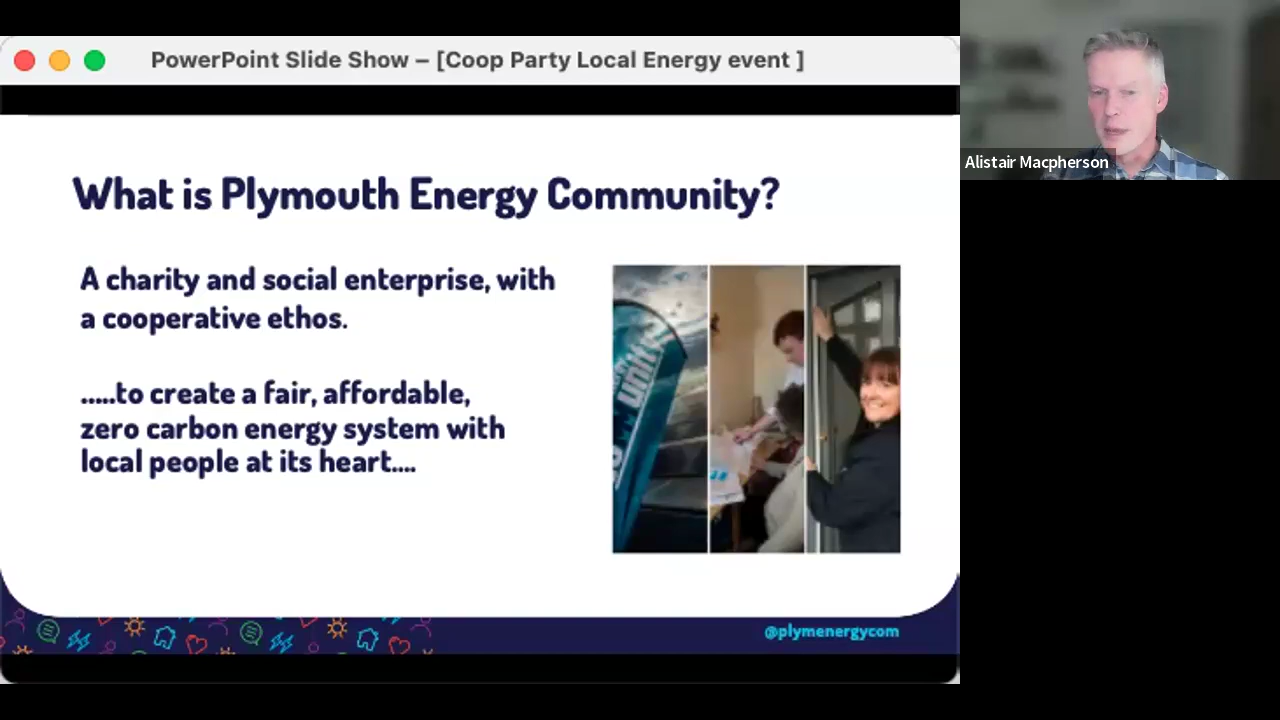 PowerPoint Slide Show – [Coop Party Local Energy event ]
Alistair Macpherson
What is Plymouth Energy Community?
A charity and social enterprise, with
a cooperative ethos.
.....to create a fair, affordable,
zero carbon energy system with
local people at its heart....
@plymenergycom